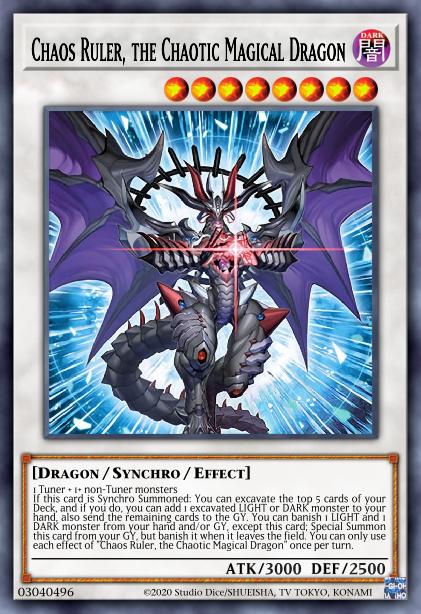 Chaos Ruler, the Chaotic Magical Dragon
DARK
闇
[Dragon / Synchro / Effect]
1 Tuner + 1+ non-Tuner monsters
If this card is Synchro Summoned: You can excavate the top 5 cards of your
Deck, and if you do, you can add 1 excavated LIGHT or DARK monster to your
hand, also send the remaining cards to the GY. You can banish 1 LIGHT and 1
DARK monster from your hand and/or GY, except this card; Special Summon
this card from your GY, but banish it when it leaves the field. You can only use
each effect of "Chaos Ruler, the Chaotic Magical Dragon" once per turn.
ATK/3000 DEF/2500
03040496
©2020 Studio Dice/SHUEISHA, TV TOKYO, KONAMI